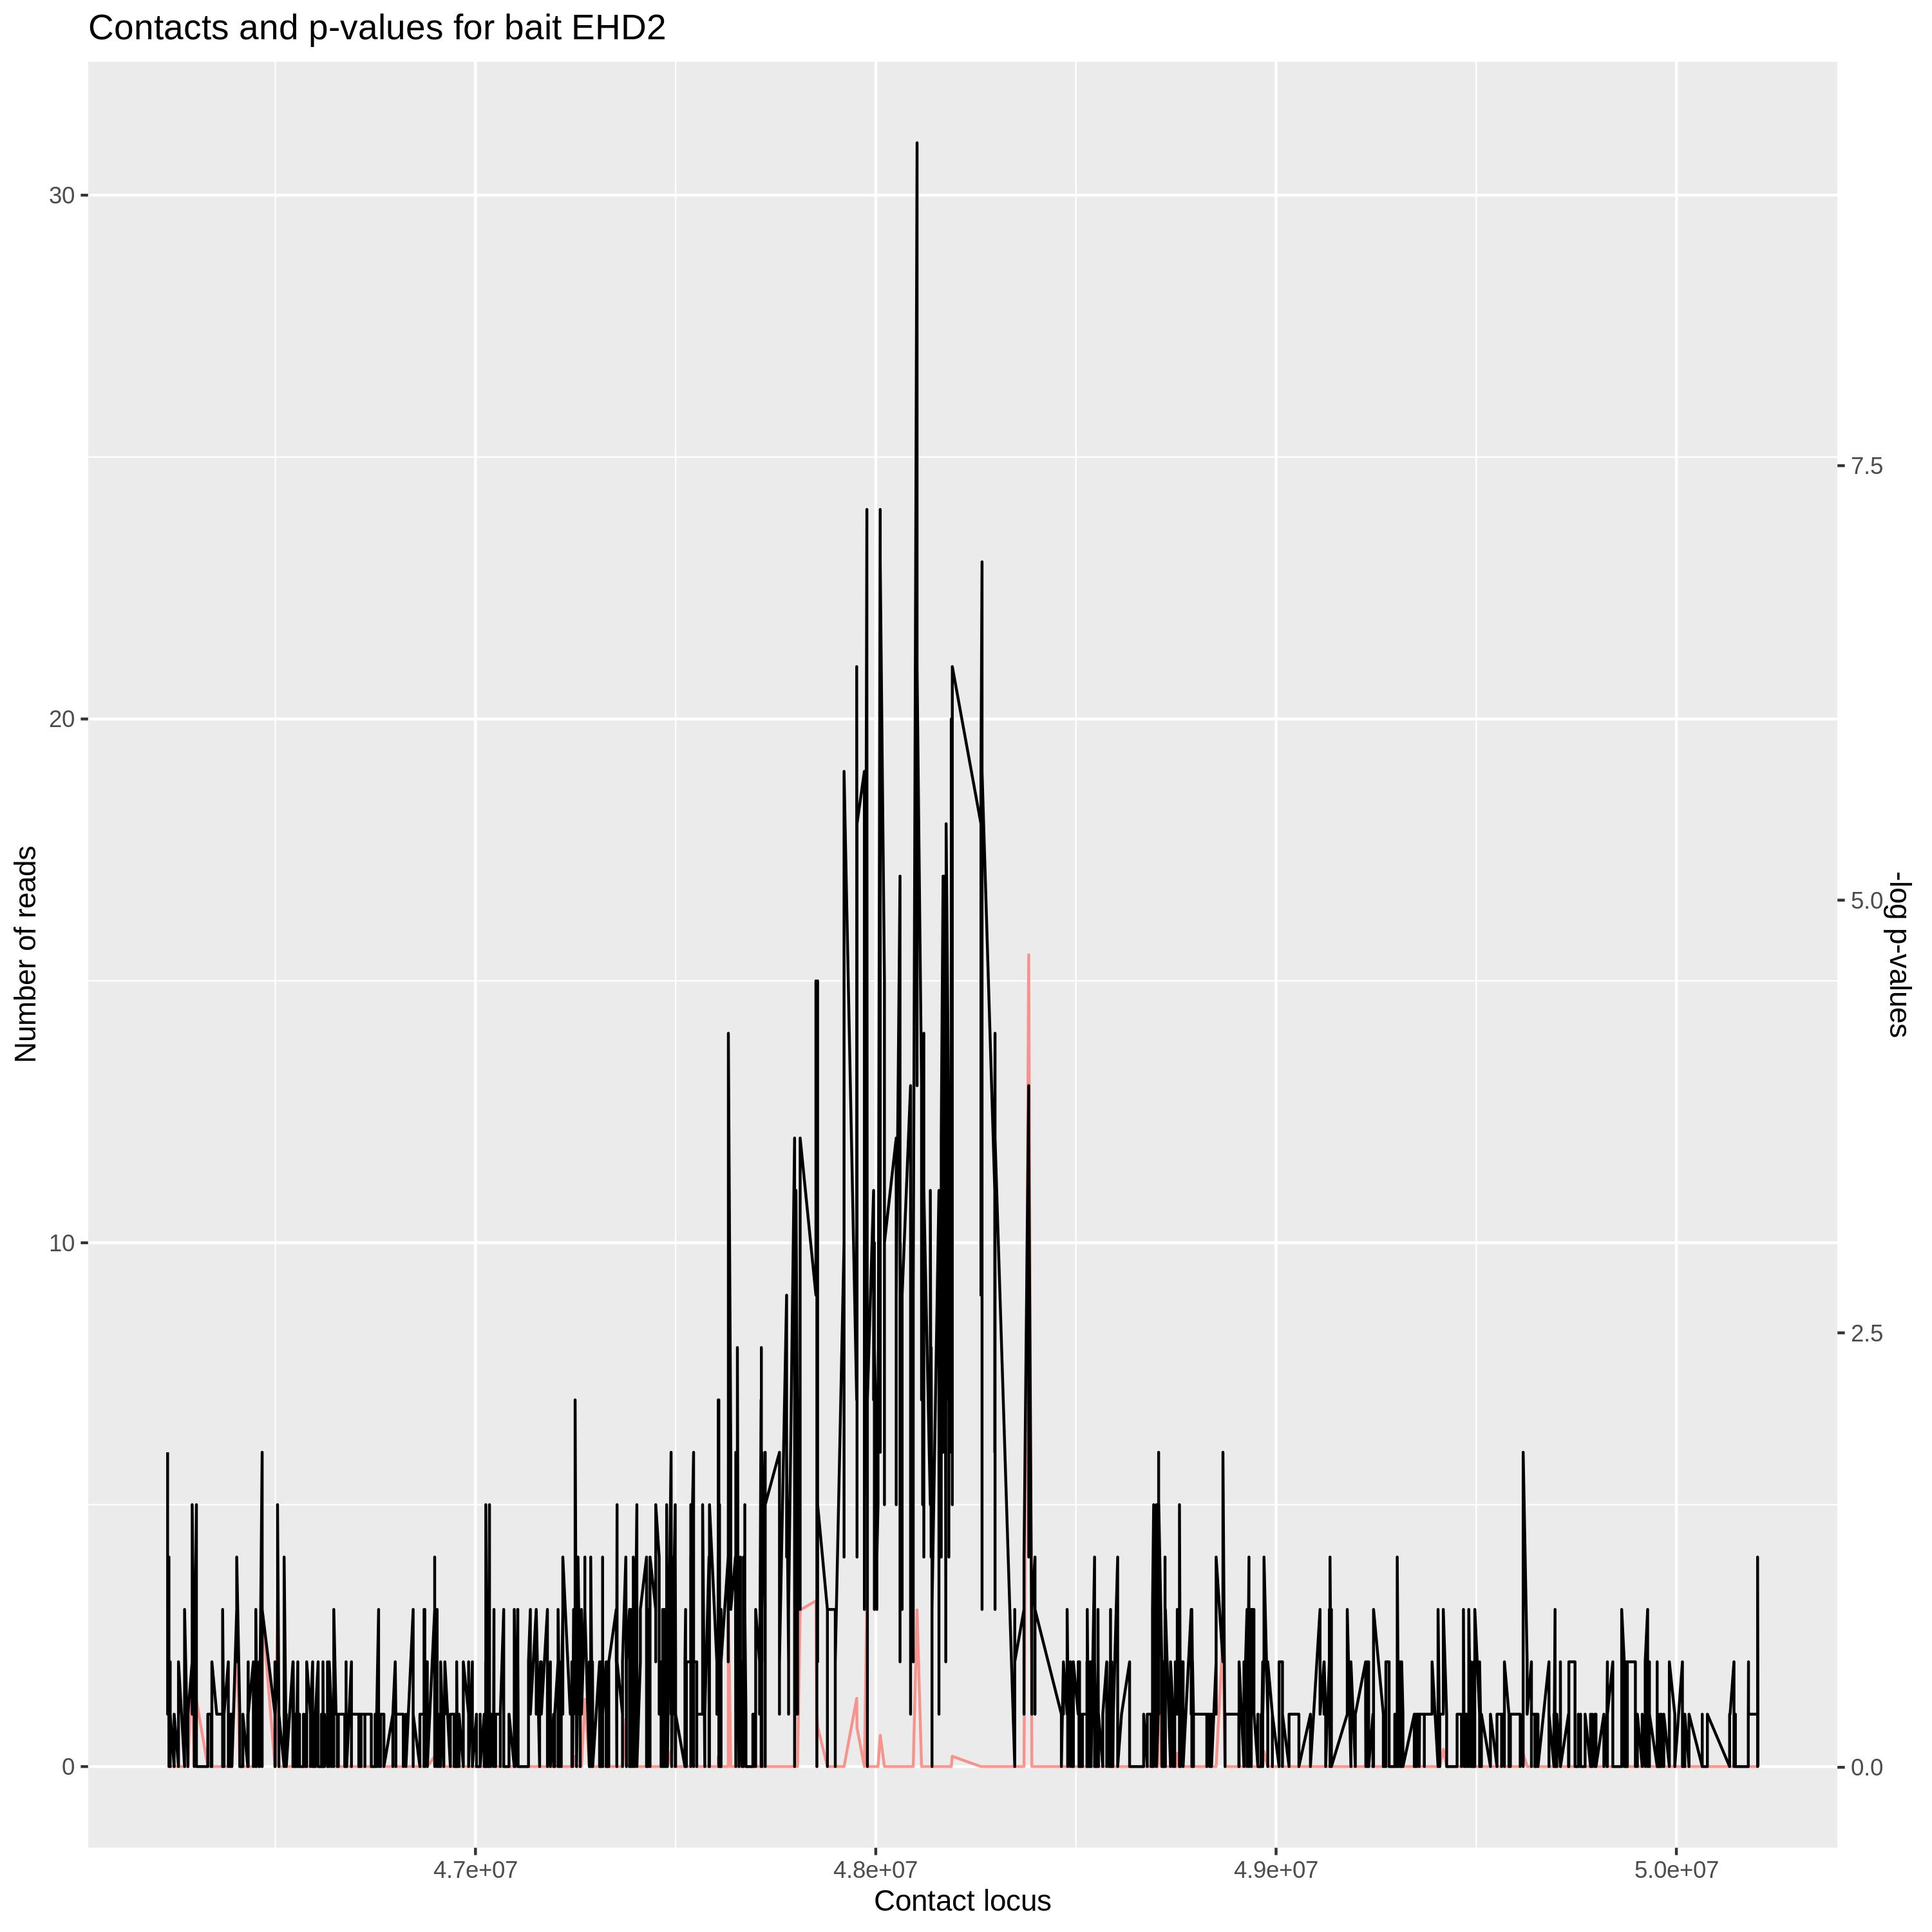 Contacts and p-values for bait EHD2
30
20
10
0
Number of reads
7.5
5.0
2.5
0.0
-log p-values
4.7e+07 4.8e+07 4.9e+07 5.0e+07
Contact locus